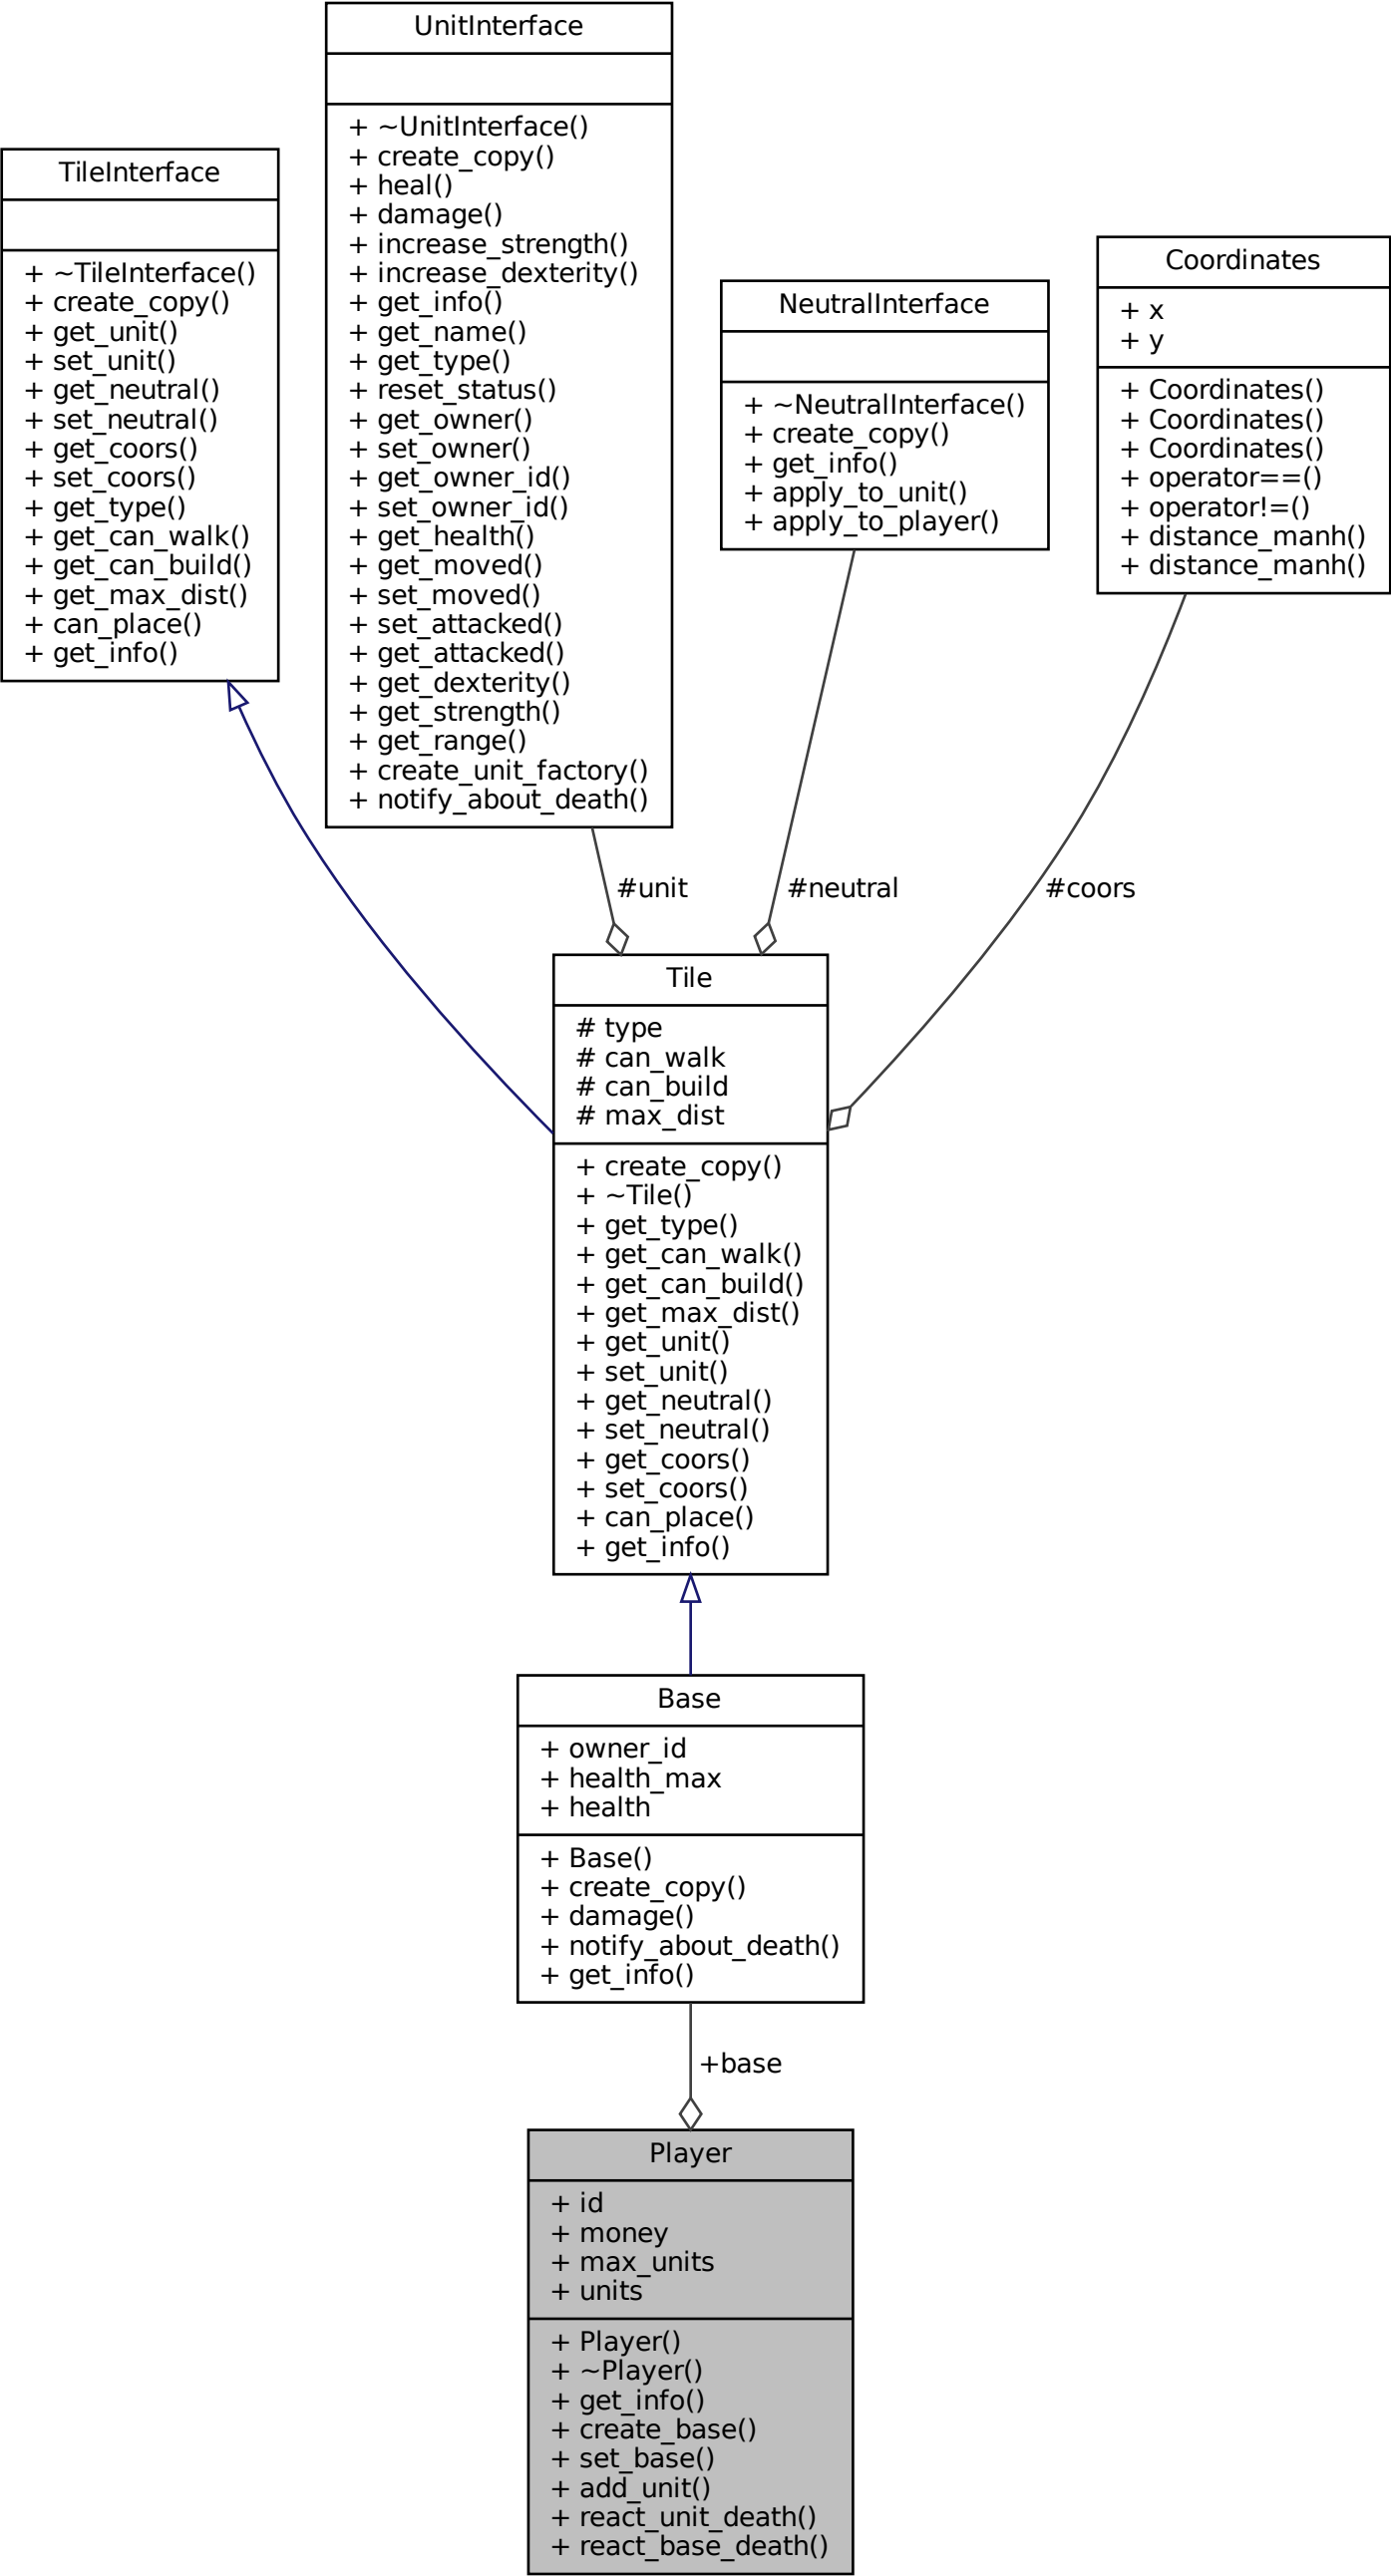 UnitInterface
+ ~UnitInterface()
+ create_copy()
+ heal()
+ damage()
+ increase_strength()
+ increase_dexterity()
+ get_info()
+ get_name()
+ get_type()
+ reset_status()
+ get_owner()
+ set_owner()
+ get_owner_id()
+ set_owner_id()
+ get_health()
+ get_moved()
+ set_moved()
+ set_attacked()
+ get_attacked()
+ get_dexterity()
+ get_strength()
+ get_range()
+ create_unit_factory()
+ notify_about_death()
TileInterface
+ ~TileInterface()
+ create_copy()
+ get_unit()
+ set_unit()
+ get_neutral()
+ set_neutral()
+ get_coors()
+ set_coors()
+ get_type()
+ get_can_walk()
+ get_can_build()
+ get_max_dist()
+ can_place()
+ get_info()
NeutralInterface
+ ~NeutralInterface()
+ create_copy()
+ get_info()
+ apply_to_unit()
+ apply_to_player()
Coordinates
+ x
+ y
+ Coordinates()
+ Coordinates()
+ Coordinates()
+ operator==()
+ operator!=()
+ distance_manh()
+ distance_manh()
#unit
#neutral
#coors
Tile
# type
# can_walk
# can_build
# max_dist
+ create_copy()
+ ~Tile()
+ get_type()
+ get_can_walk()
+ get_can_build()
+ get_max_dist()
+ get_unit()
+ set_unit()
+ get_neutral()
+ set_neutral()
+ get_coors()
+ set_coors()
+ can_place()
+ get_info()
Base
+ owner_id
+ health_max
+ health
+ Base()
+ create_copy()
+ damage()
+ notify_about_death()
+ get_info()
+base
Player
+ id
+ money
+ max_units
+ units
+ Player()
+ ~Player()
+ get_info()
+ create_base()
+ set_base()
+ add_unit()
+ react_unit_death()
+ react_base_death()